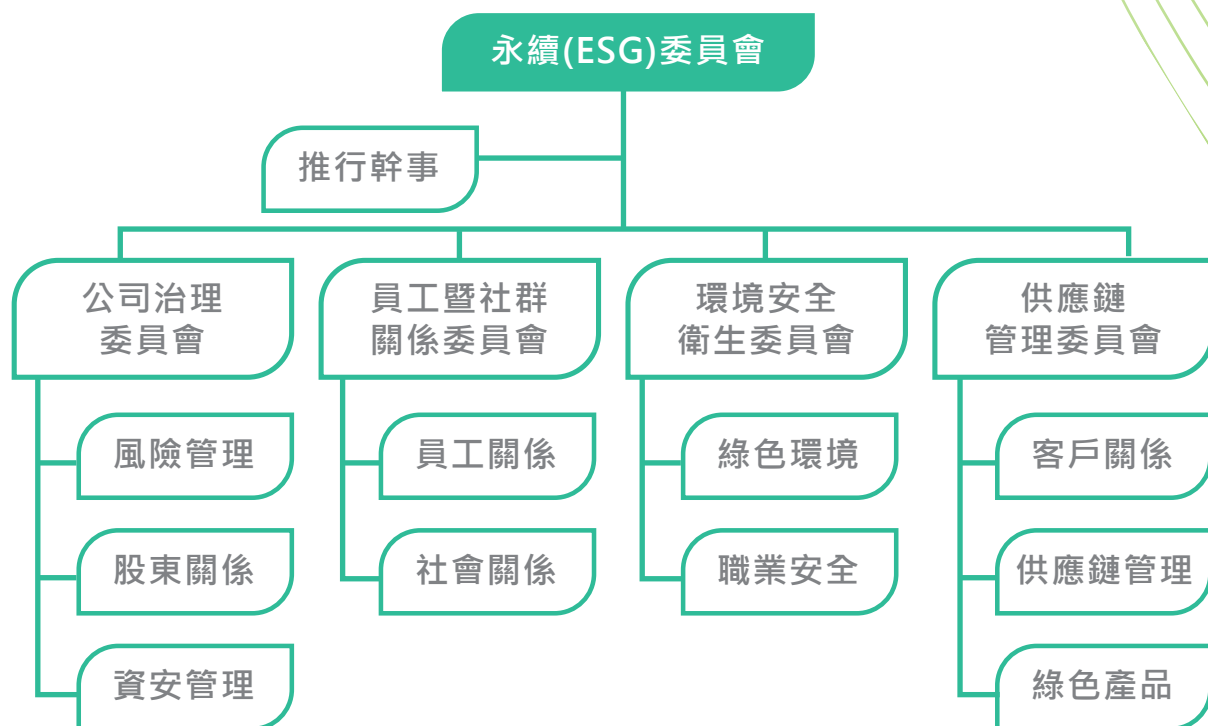 永續(ESG)委員會
推行幹事
公司治理
委員會
員工暨社群
關係委員會
環境安全
衛生委員會
供應鏈
管理委員會
風險管理
員工關係
綠色環境
客戶關係
股東關係
社會關係
職業安全
供應鏈管理
資安管理
綠色產品